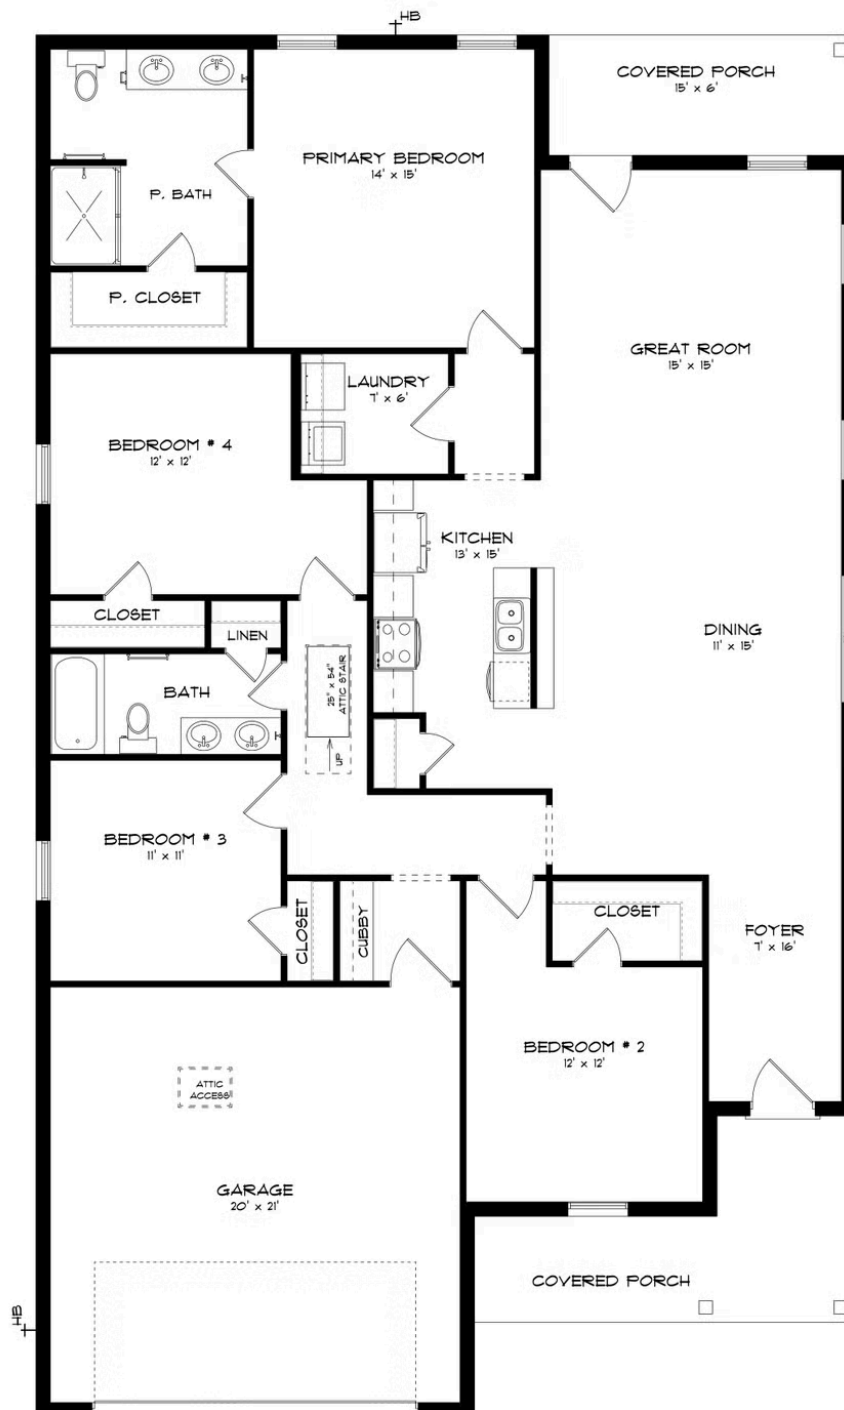 HB
COVERED PORCH
15' x 6'
PRIMARY BEDROOM
14' x 15'
P. BATH
P. CLOSET
GREAT ROOM
15' x 15'
LAUNDRY
7' x 6'
BEDROOM # 4
12' x 12'
KITCHEN
13' x 15'
CLOSET
LINEN
DINING
11' x 15'
BATH
25" x 54"
ATTIC STAIR
UP
BEDROOM # 3
11' x 11'
CLOSET
CUBBY
CLOSET
FOYER
7' x 16'
BEDROOM # 2
12' x 12'
ATTIC
ACCESS
GARAGE
20' x 21'
COVERED PORCH
HB